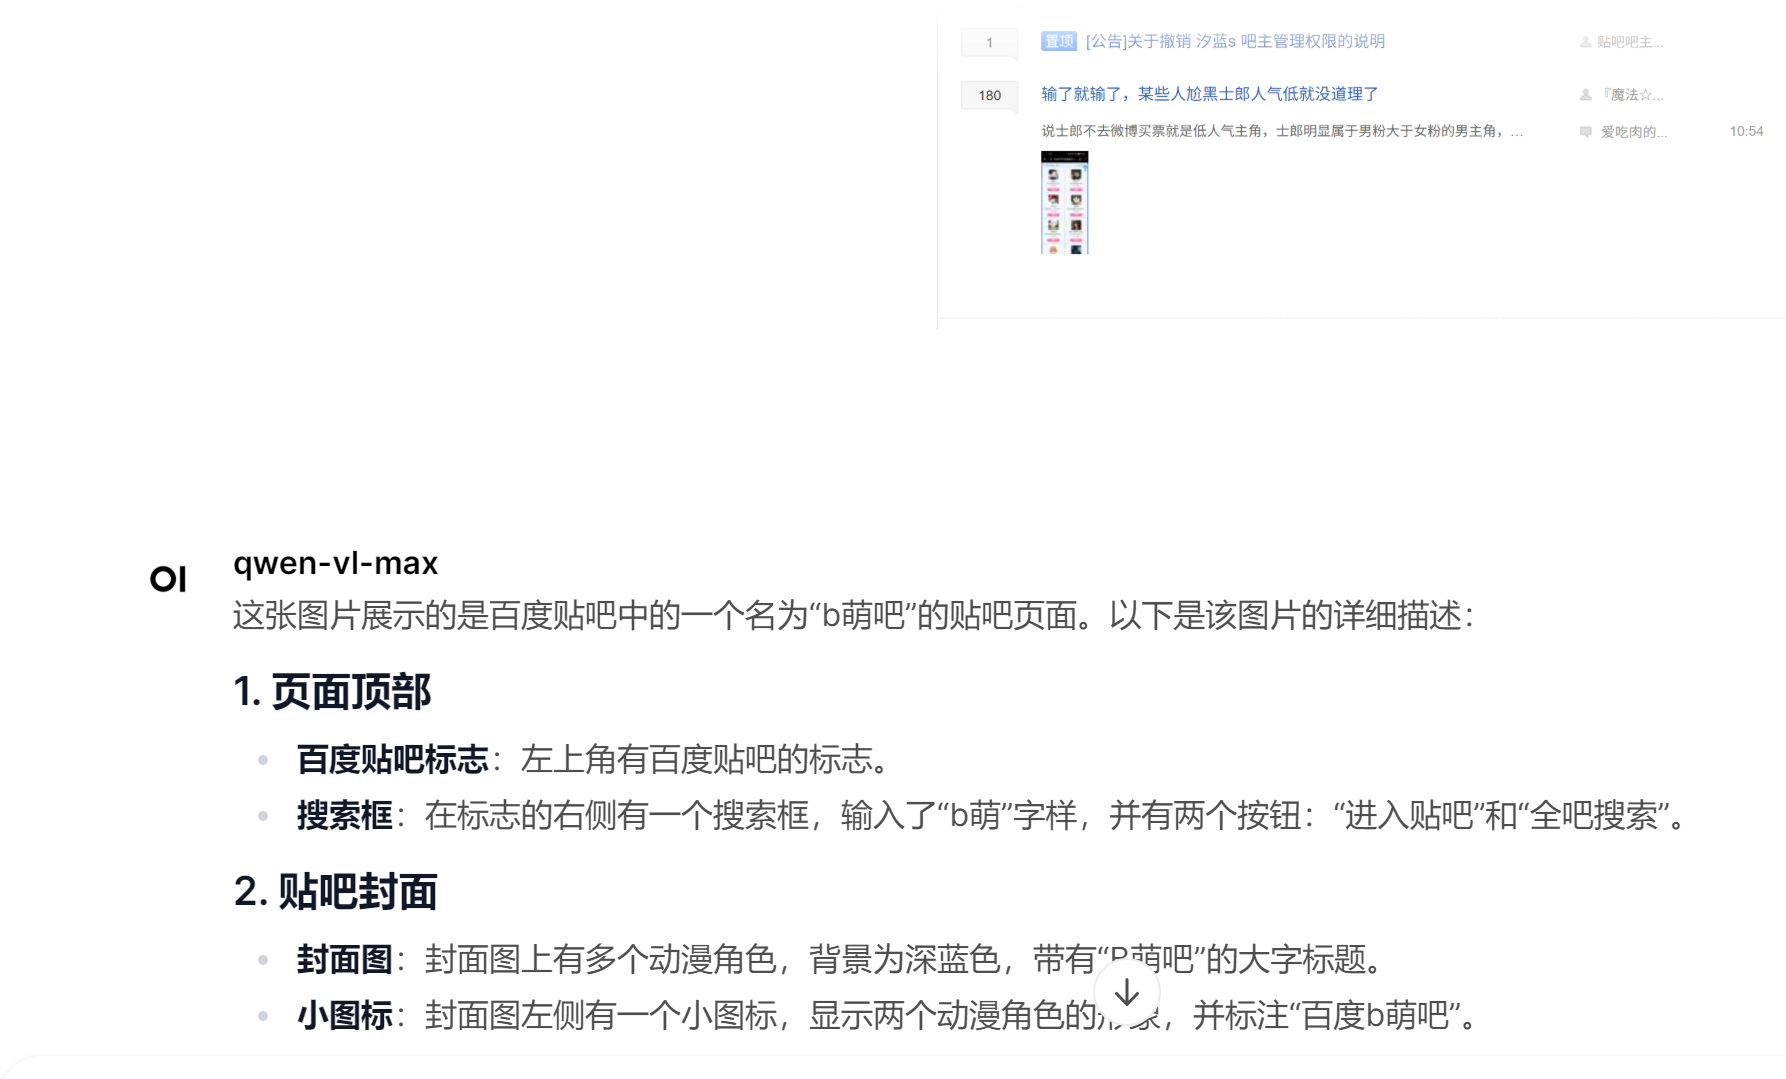 1
置顶 [公告]关于撤销 汐蓝s 吧主管理权限的说明
贴吧吧主...
180
输了就输了，某些人尬黑士郎人气低就没道理了
『魔法☆...
说士郎不去微博买票就是低人气主角，士郎明显属于男粉大于女粉的男主角，...
爱吃肉的...
10:54
OI
qwen-vl-max
这张图片展示的是百度贴吧中的一个名为“b萌吧”的贴吧页面。以下是该图片的详细描述：
1. 页面顶部
百度贴吧标志：左上角有百度贴吧的标志。
搜索框：在标志的右侧有一个搜索框，输入了“b萌”字样，并有两个按钮：“进入贴吧”和“全吧搜索”。
2. 贴吧封面
封面图：封面图上有多个动漫角色，背景为深蓝色，带有“B萌吧”的大字标题。
小图标：封面图左侧有一个小图标，显示两个动漫角色的形象，并标注“百度b萌吧”。